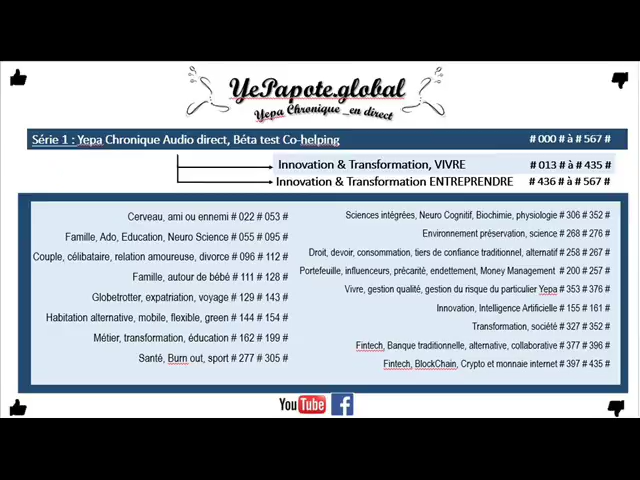 YePapote.global
Yepa Chronique_en direct
Série 1 : Yepa Chronique Audio direct, Béta test Co-helping # 000 # à # 567 #
Innovation & Transformation, VIVRE # 013 # à # 435 #
Innovation & Transformation ENTREPRENDRE # 436 # à # 567 #
Cerveau, ami ou ennemi # 022 # 053 #
Famille, Ado, Education, Neuro Science # 055 # 095 #
Couple, célibataire, relation amoureuse, divorce # 096 # 112 #
Famille, autour de bébé # 111 # 128 #
Globetrotter, expatriation, voyage # 129 # 143 #
Habitation alternative, mobile, flexible, green # 144 # 154 #
Métier, transformation, éducation # 162 # 199 #
Santé, Burn out, sport # 277 # 305 #
Sciences intégrées, Neuro Cognitif, Biochimie, physiologie # 306 # 352 #
Environnement préservation, science # 268 # 276 #
Droit, devoir, consommation, tiers de confiance traditionnel, alternatif # 258 # 267 #
Portefeuille, influenceurs, précarité, endettement, Money Management # 200 # 257 #
Vivre, gestion qualité, gestion du risque du particulier Yepa # 353 # 376 #
Innovation, Intelligence Artificielle # 155 # 161 #
Transformation, société # 327 # 352 #
Fintech, Banque traditionnelle, alternative, collaborative # 377 # 396 #
Fintech, BlockChain, Crypto et monnaie internet # 397 # 435 #
YouTube f